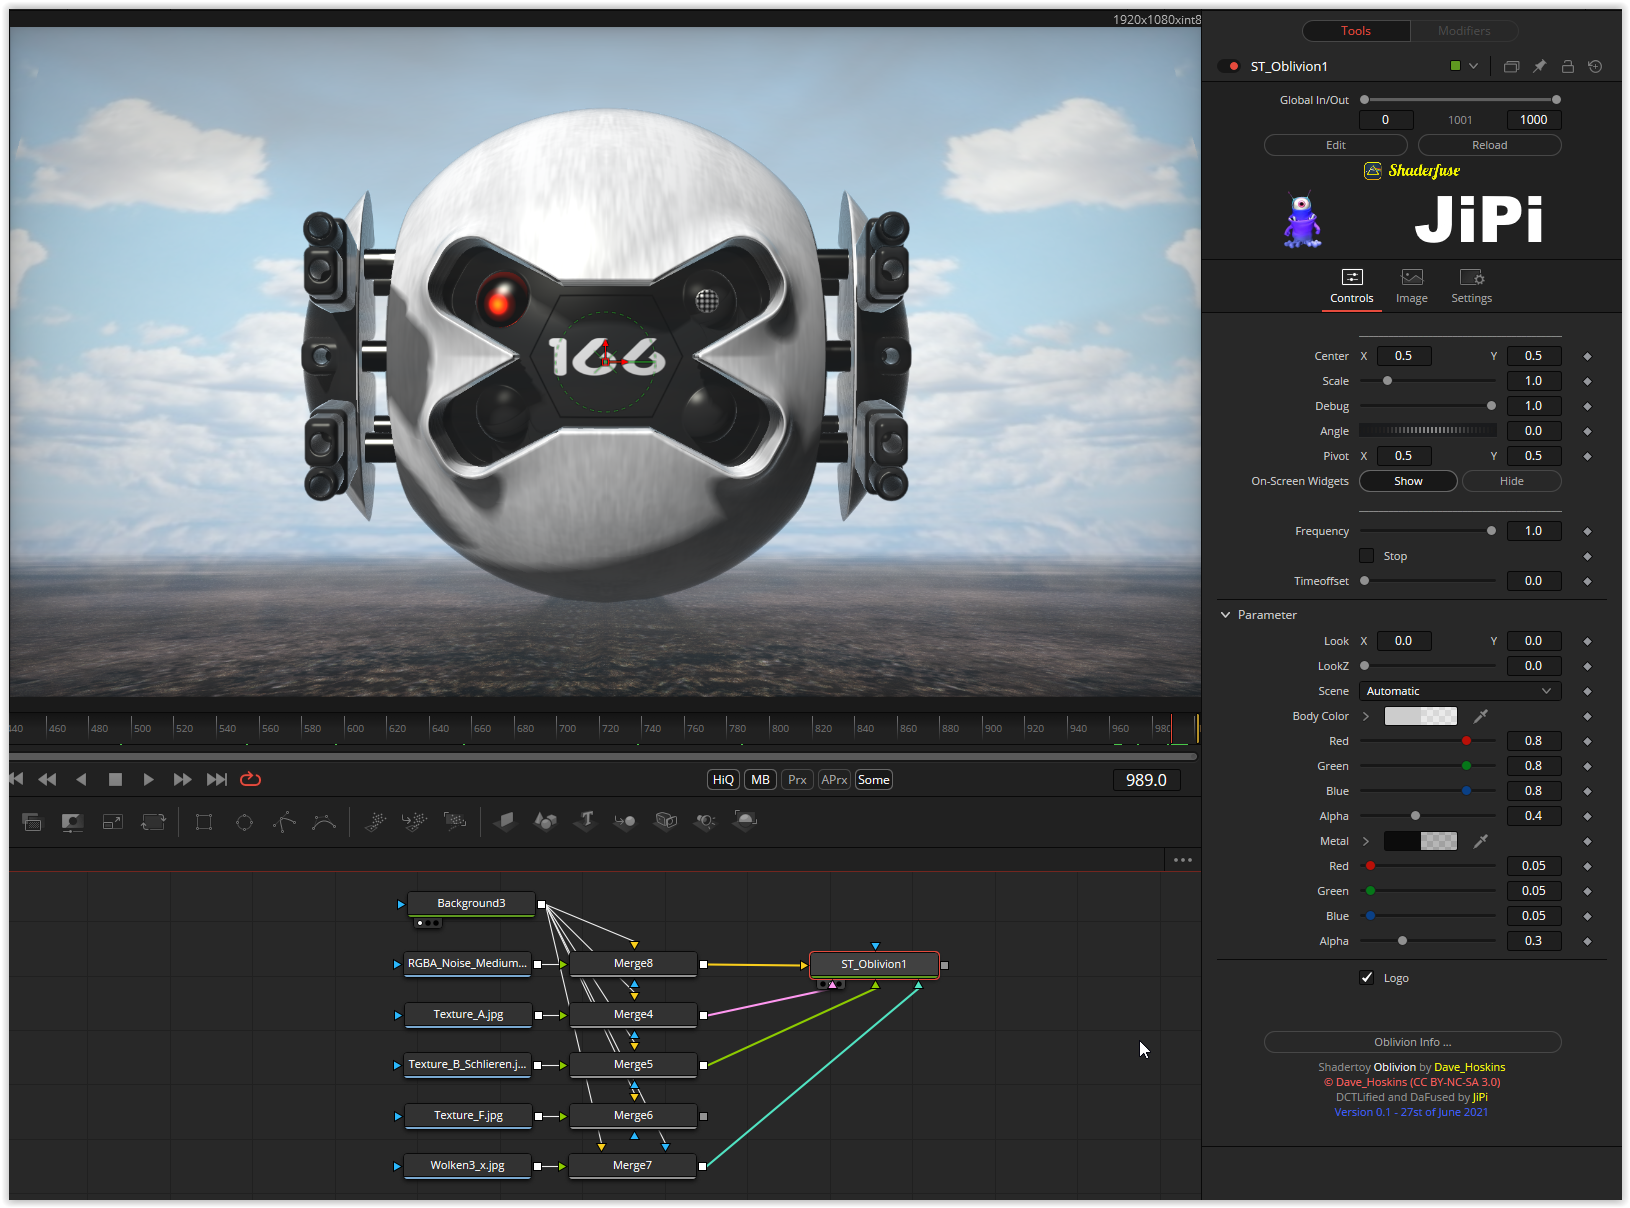 1920x1080xint8
Tools
Modifiers
ST_Oblivion1
Global In/Out
0 1001 1000
Edit Reload
Shaderfuse
JiPi
Controls Image Settings
Center X 0.5 Y 0.5
Scale 1.0
Debug 1.0
Angle 0.0
Pivot X 0.5 Y 0.5
On-Screen Widgets Show Hide
Frequency 1.0
Stop
Timeoffset 0.0
Parameter
Look X 0.0 Y 0.0
LookZ 0.0
Scene Automatic
Body Color
Red 0.8
Green 0.8
Blue 0.8
Alpha 0.4
Metal
Red 0.05
Green 0.05
Blue 0.05
Alpha 0.3
Logo
Oblivion Info ...
Shadertoy Oblivion by Dave_Hoskins
© Dave_Hoskins (CC BY-NC-SA 3.0)
DCTLified and DaFused by JiPi
Version 0.1 - 27st of June 2021
166
440 460 480 500 520 540 560 580 600 620 640 660 680 700 720 740 760 780 800 820 840 860 880 900 920 940 960 980
HiQ MB Prx APrx Some 989.0
Background3
RGBA_Noise_Medium... Merge8 ST_Oblivion1
Texture_A.jpg Merge4
Texture_B_Schlieren.j... Merge5
Texture_F.jpg Merge6
Wolken3_x.jpg Merge7